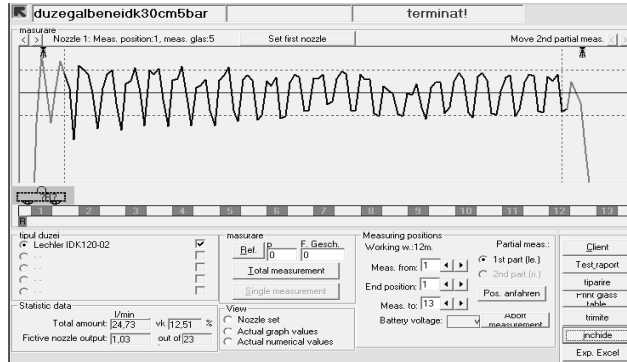 duzegalbeneidk30cm5bar terminat!
masurare
< > Nozzle 1: Meas. position:1, meas. glas:5 Set first nozzle Move 2nd partial meas. < >
1 2 3 4 5 6 7 8 9 10 11 12 13
R
tipul duzei
Lechler IDK120-02
- -
- -
- -
- -
masurare
Ref. p F. Gesch.
0 0
Total measurement
Single measurement
Measuring positions
Working w.:12m. Partial meas.:
Meas. from: 1 1st part (le.)
End position: 1 2nd part (ri.)
Meas. to: 13 Pos. anfahren
Battery voltage: v Abort measurement
Client
Test,raport
tiparire
Print glass table
trimite
inchide
Exp. Excel
Statistic data
l/min
Total amount: 24,73 vk 12,51 %
Fictive nozzle output: 1,03 out of 23
View
Nozzle set
Actual graph values
Actual numerical values